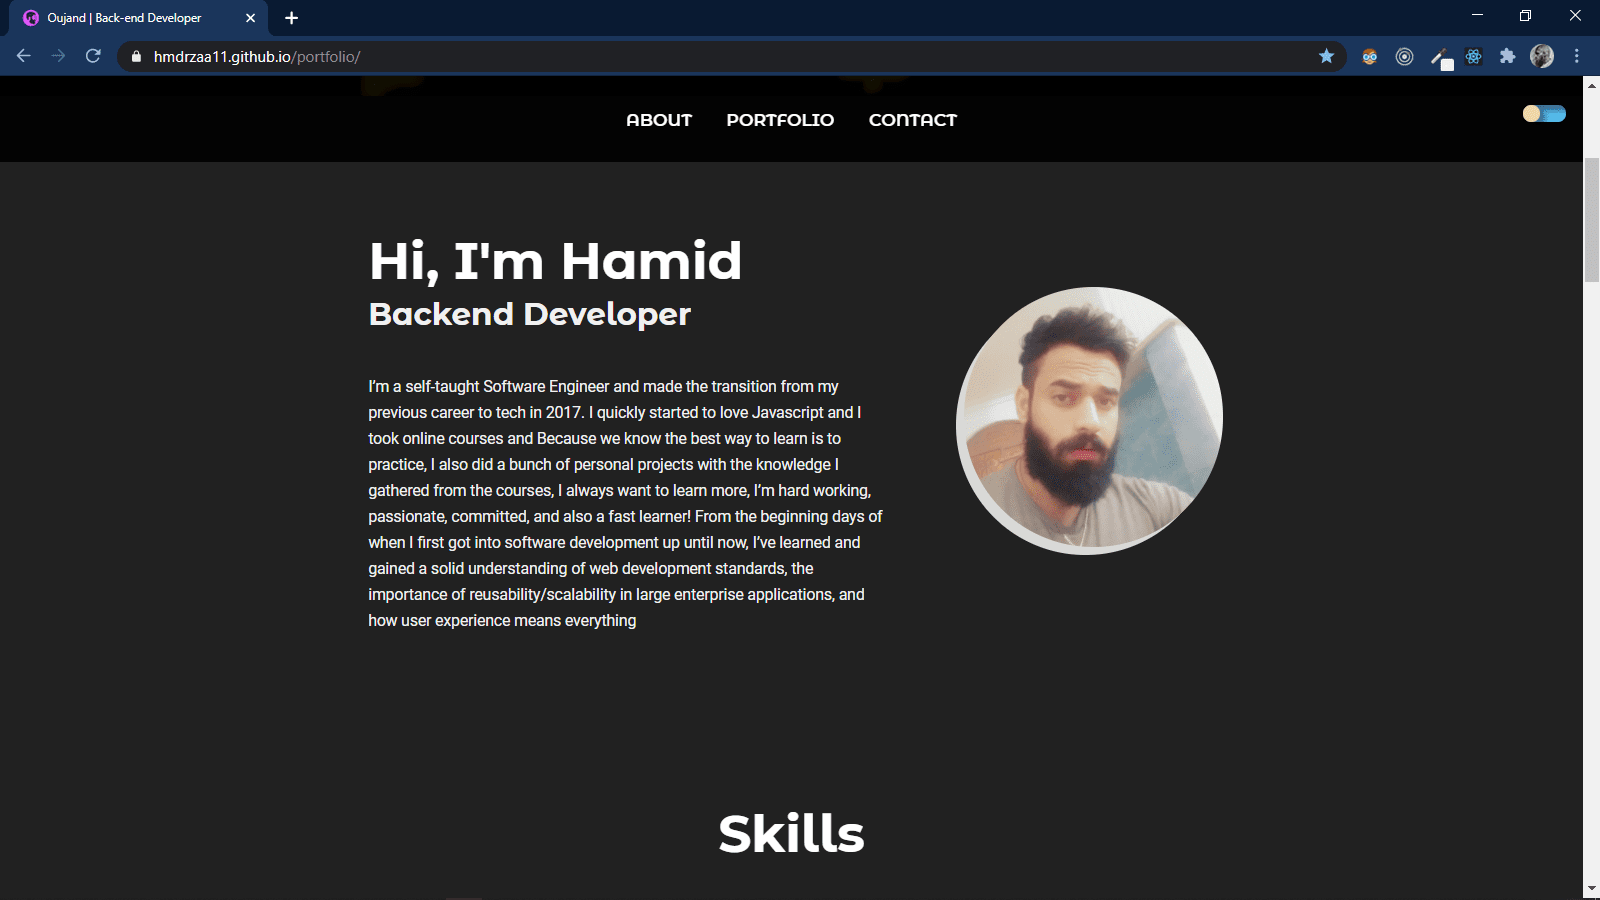 Oujand | Back-end Developer
hmdrzaa11.github.io/portfolio/
ABOUT PORTFOLIO CONTACT
Hi, I'm Hamid
Backend Developer
I’m a self-taught Software Engineer and made the transition from my
previous career to tech in 2017. I quickly started to love Javascript and I
took online courses and Because we know the best way to learn is to
practice, I also did a bunch of personal projects with the knowledge I
gathered from the courses, I always want to learn more, I’m hard working,
passionate, committed, and also a fast learner! From the beginning days of
when I first got into software development up until now, I’ve learned and
gained a solid understanding of web development standards, the
importance of reusability/scalability in large enterprise applications, and
how user experience means everything
Skills